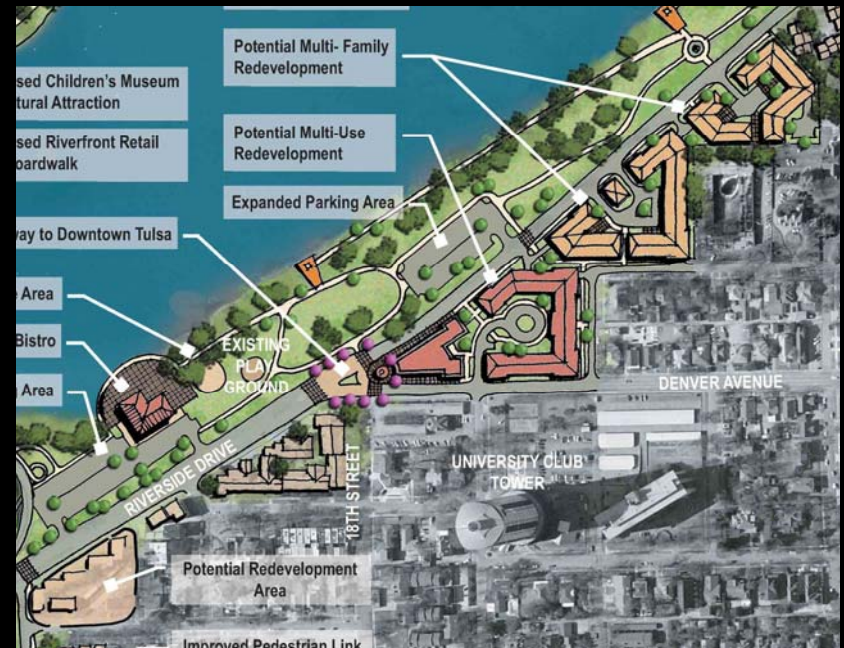 Potential Multi- Family
Redevelopment
sed Children's Museum
tural Attraction
Potential Multi-Use
Redevelopment
sed Riverfront Retail
oardwalk
Expanded Parking Area
way to Downtown Tulsa
Area
Bistro
Area
EXISTING
PLAY
GROUND
DENVER AVENUE
RIVERSIDE DRIVE
18TH STREET
UNIVERSITY CLUB
TOWER
Potential Redevelopment
Area
Improved Pedestrian Link